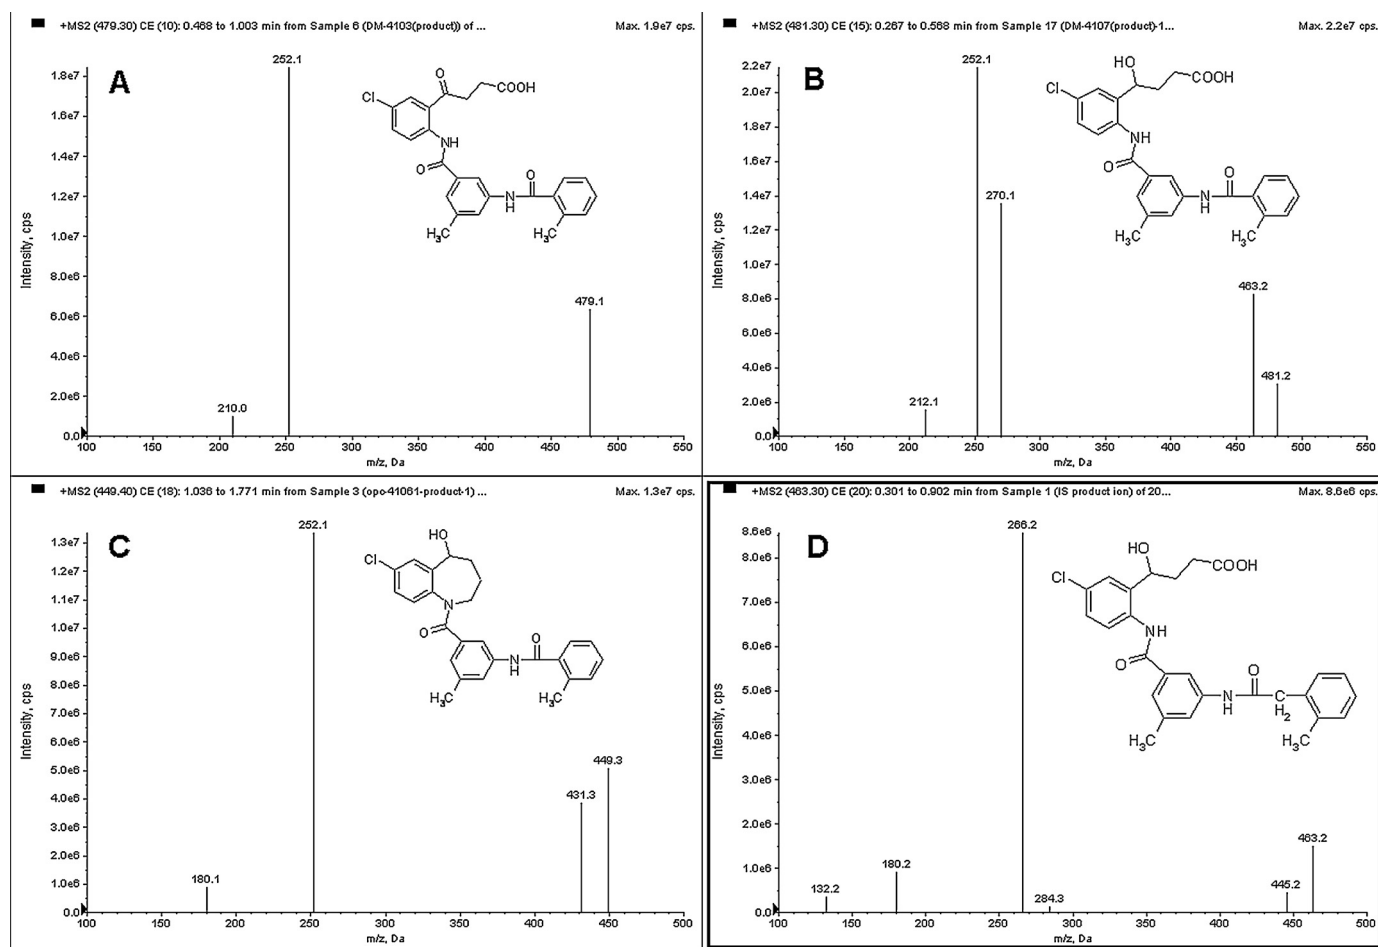 +MS2 (479.30) CE (10): 0.468 to 1.003 min from Sample 6 (DM-4103(product)) of ... Max. 1.9e7 cps.
A
252.1
1.8e7
1.6e7
1.4e7
1.2e7
1.0e7
8.0e6
6.0e6
4.0e6
2.0e6
0.0
Intensity, cps
O
COOH
Cl
NH
O
O
N
H
H₃C
CH₃
479.1
210.0
100 150 200 250 300 350 400 450 500 550
m/z, Da
+MS2 (481.30) CE (15): 0.267 to 0.568 min from Sample 17 (DM-4107(product)-1... Max. 2.2e7 cps.
B
252.1
2.2e7
2.0e7
1.8e7
1.6e7
1.4e7
1.2e7
1.0e7
8.0e6
6.0e6
4.0e6
2.0e6
0.0
Intensity, cps
HO
COOH
Cl
NH
O
O
N
H
H₃C
H₃C
270.1
463.2
481.2
212.1
100 150 200 250 300 350 400 450 500 550
m/z, Da
+MS2 (449.40) CE (18): 1.036 to 1.771 min from Sample 3 (opc-41061-product-1) ... Max. 1.3e7 cps.
C
252.1
1.3e7
1.2e7
1.1e7
1.0e7
9.0e6
8.0e6
7.0e6
6.0e6
5.0e6
4.0e6
3.0e6
2.0e6
1.0e6
0.0
Intensity, cps
HO
Cl
N
O
O
N
H
H₃C
CH₃
449.3
431.3
180.1
100 150 200 250 300 350 400 450 500
m/z, Da
+MS2 (463.30) CE (20): 0.301 to 0.902 min from Sample 1 (IS product ion) of 20... Max. 8.6e6 cps.
D
266.2
8.6e6
8.0e6
7.0e6
6.0e6
5.0e6
4.0e6
3.0e6
2.0e6
1.0e6
0.0
Intensity, cps
HO
COOH
Cl
NH
O
O
N
H
C
H₂
H₃C
H₃C
463.2
445.2
180.2
132.2
284.3
100 150 200 250 300 350 400 450 500
m/z, Da